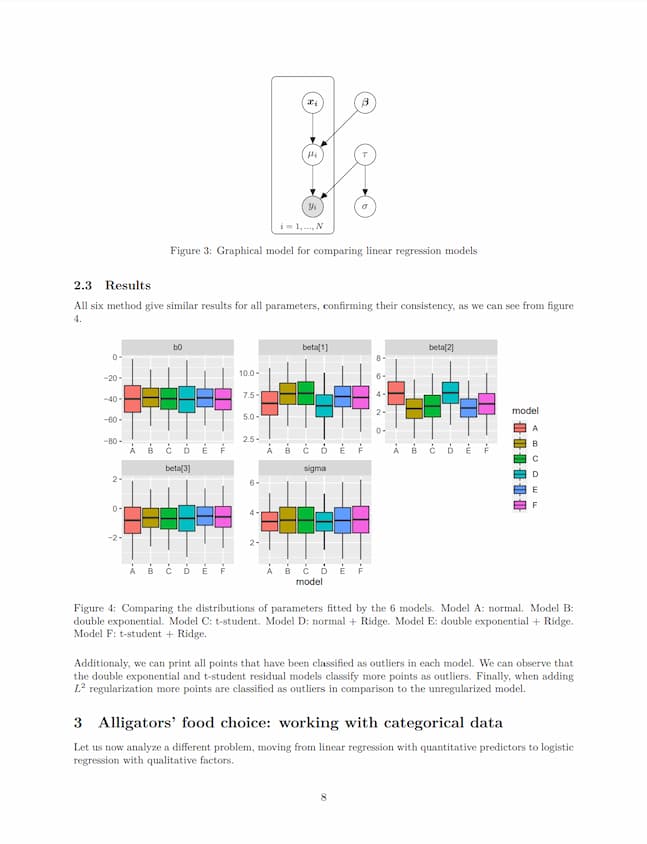 xᵢ β
μᵢ τ
yᵢ σ
i = 1, ..., N
Figure 3: Graphical model for comparing linear regression models
2.3 Results
All six method give similar results for all parameters, confirming their consistency, as we can see from figure
4.
b0 beta[1] beta[2]
0
−20
−40
−60
−80
A B C D E F
10.0
7.5
5.0
2.5
A B C D E F
8
6
4
2
0
A B C D E F
beta[3] sigma
2
0
−2
A B C D E F
6
4
2
A B C D E F
model
model
A
B
C
D
E
F
Figure 4: Comparing the distributions of parameters fitted by the 6 models. Model A: normal. Model B:
double exponential. Model C: t-student. Model D: normal + Ridge. Model E: double exponential + Ridge.
Model F: t-student + Ridge.
Additionaly, we can print all points that have been classified as outliers in each model. We can observe that
the double exponential and t-student residual models classify more points as outliers. Finally, when adding
L² regularization more points are classified as outliers in comparison to the unregularized model.
3 Alligators' food choice: working with categorical data
Let us now analyze a different problem, moving from linear regression with quantitative predictors to logistic
regression with qualitative factors.
8